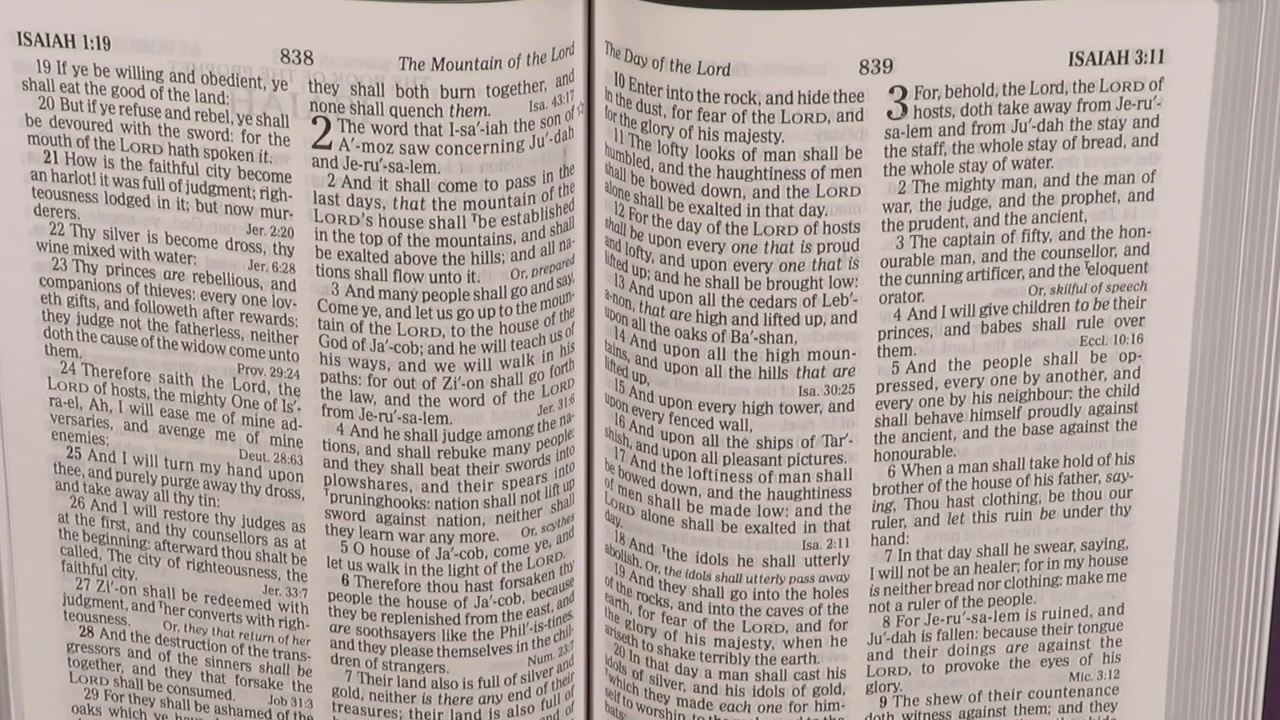 ISAIAH 1:19
838
The Mountain of the Lord
19 If ye be willing and obedient, ye
shall eat the good of the land:
20 But if ye refuse and rebel, ye shall
be devoured with the sword: for the
mouth of the LORD hath spoken it.
21 How is the faithful city become
an harlot! it was full of judgment; righ-
teousness lodged in it; but now mur-
derers.
Jer. 2:20
22 Thy silver is become dross, thy
wine mixed with water:
Jer. 6:28
23 Thy princes are rebellious, and
companions of thieves: every one lov-
eth gifts, and followeth after rewards:
they judge not the fatherless, neither
doth the cause of the widow come unto
them.
Prov. 29:24
24 Therefore saith the Lord, the
LORD of hosts, the mighty One of Is′-
ra-el, Ah, I will ease me of mine ad-
versaries, and avenge me of mine
enemies:
Deut. 28:63
25 And I will turn my hand upon
thee, and purely purge away thy dross,
and take away all thy tin:
26 And I will restore thy judges as
at the first, and thy counsellors as at
the beginning: afterward thou shalt be
called, The city of righteousness, the
faithful city.
Jer. 33:7
27 Zi′-on shall be redeemed with
judgment, and ᵀher converts with righ-
teousness.
Or, they that return of her
28 And the destruction of the trans-
gressors and of the sinners shall be
together, and they that forsake the
LORD shall be consumed.
Job 31:3
29 For they shall be ashamed of the
oaks which ye
they shall both burn together, and
none shall quench them.
Isa. 43:17
2 The word that I-sa′-iah the son of ☆
A′-moz saw concerning Ju′-dah
and Je-ru′-sa-lem.
2 And it shall come to pass in the
last days, that the mountain of the
LORD'S house shall ᵀbe established
in the top of the mountains, and shall
be exalted above the hills; and all na-
tions shall flow unto it.
Or, prepared
3 And many people shall go and say,
Come ye, and let us go up to the moun-
tain of the LORD, to the house of the
God of Ja′-cob; and he will teach us of
his ways, and we will walk in his
paths: for out of Zi′-on shall go forth
the law, and the word of the LORD
from Je-ru′-sa-lem.
Jer. 31:6
4 And he shall judge among the na-
tions, and shall rebuke many people:
and they shall beat their swords into
plowshares, and their spears into
ᵀpruninghooks: nation shall not lift up
sword against nation, neither shall
they learn war any more.
Or, scythes
5 O house of Ja′-cob, come ye, and
let us walk in the light of the LORD.
6 Therefore thou hast forsaken thy
people the house of Ja′-cob, because
they be replenished from the east, and
are soothsayers like the Phil′-is-tines,
and they please themselves in the chil-
dren of strangers.
Num. 23:7
7 Their land also is full of silver and
gold, neither is there any end of their
treasures; their land is also full of
end of
The Day of the Lord
839
ISAIAH 3:11
10 Enter into the rock, and hide thee
in the dust, for fear of the LORD, and
for the glory of his majesty.
11 The lofty looks of man shall be
humbled, and the haughtiness of men
shall be bowed down, and the LORD
alone shall be exalted in that day.
12 For the day of the LORD of hosts
shall be upon every one that is proud
and lofty, and upon every one that is
lifted up; and he shall be brought low:
13 And upon all the cedars of Leb′-
a-non, that are high and lifted up, and
upon all the oaks of Ba′-shan,
14 And upon all the high moun-
tains, and upon all the hills that are
lifted up,
Isa. 30:25
15 And upon every high tower, and
upon every fenced wall,
16 And upon all the ships of Tar′-
shish, and upon all pleasant pictures.
17 And the loftiness of man shall
be bowed down, and the haughtiness
of men shall be made low: and the
LORD alone shall be exalted in that
day.
Isa. 2:11
18 And ᵀthe idols he shall utterly
abolish. Or, the idols shall utterly pass away
19 And they shall go into the holes
of the rocks, and into the caves of the
earth, for fear of the LORD, and for
the glory of his majesty, when he
ariseth to shake terribly the earth.
20 In that day a man shall cast his
idols of silver, and his idols of gold,
ᵀwhich they made each one for him-
self to worship, to the
bats;
3 For, behold, the Lord, the LORD of
hosts, doth take away from Je-ru′-
sa-lem and from Ju′-dah the stay and
the staff, the whole stay of bread, and
the whole stay of water.
2 The mighty man, and the man of
war, the judge, and the prophet, and
the prudent, and the ancient,
3 The captain of fifty, and the hon-
ourable man, and the counsellor, and
the cunning artificer, and the ᵀeloquent
orator.
Or, skilful of speech
4 And I will give children to be their
princes, and babes shall rule over
them.
Eccl. 10:16
5 And the people shall be op-
pressed, every one by another, and
every one by his neighbour: the child
shall behave himself proudly against
the ancient, and the base against the
honourable.
6 When a man shall take hold of his
brother of the house of his father, say-
ing, Thou hast clothing, be thou our
ruler, and let this ruin be under thy
hand:
7 In that day shall he swear, saying,
I will not be an healer; for in my house
is neither bread nor clothing: make me
not a ruler of the people.
8 For Je-ru′-sa-lem is ruined, and
Ju′-dah is fallen: because their tongue
and their doings are against the
LORD, to provoke the eyes of his
glory.
Mic. 3:12
9 The shew of their countenance
doth witness against them; and they